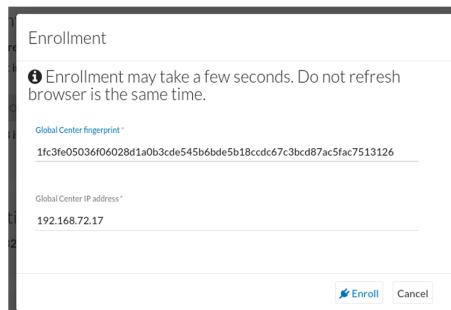 Enrollment
Enrollment may take a few seconds. Do not refresh
browser is the same time.
Global Center fingerprint *
1fc3fe05036f06028d1a0b3cde545b6bde5b18ccdc67c3bcd87ac5fac7513126
Global Center IP address *
192.168.72.17
Enroll Cancel